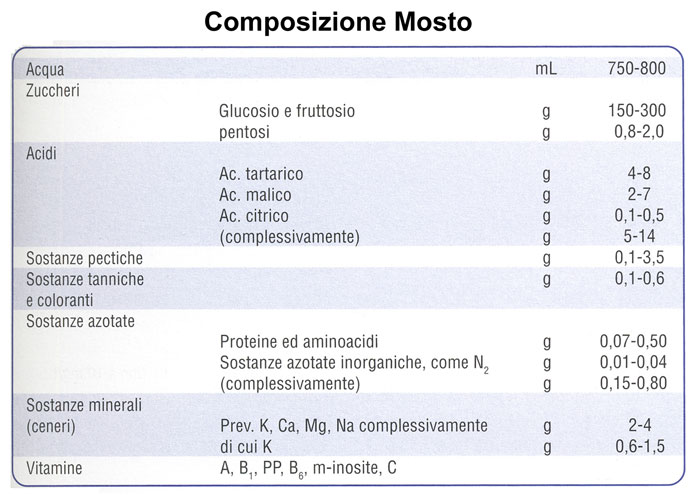 Composizione Mosto
Acqua mL 750-800
Zuccheri
Glucosio e fruttosio g 150-300
pentosi g 0,8-2,0
Acidi
Ac. tartarico g 4-8
Ac. malico g 2-7
Ac. citrico g 0,1-0,5
(complessivamente) g 5-14
Sostanze pectiche g 0,1-3,5
Sostanze tanniche g 0,1-0,6
e coloranti
Sostanze azotate
Proteine ed aminoacidi g 0,07-0,50
Sostanze azotate inorganiche, come N₂ g 0,01-0,04
(complessivamente) g 0,15-0,80
Sostanze minerali
(ceneri) Prev. K, Ca, Mg, Na complessivamente g 2-4
di cui K g 0,6-1,5
Vitamine A, B₁, PP, B₆, m-inosite, C